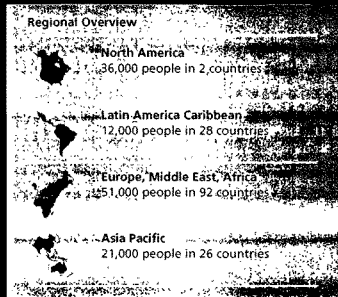 Regional Overview
North America
36,000 people in 2 countries
Latin America Caribbean
12,000 people in 28 countries
Europe, Middle East, Africa
51,000 people in 92 countries
Asia Pacific
21,000 people in 26 countries